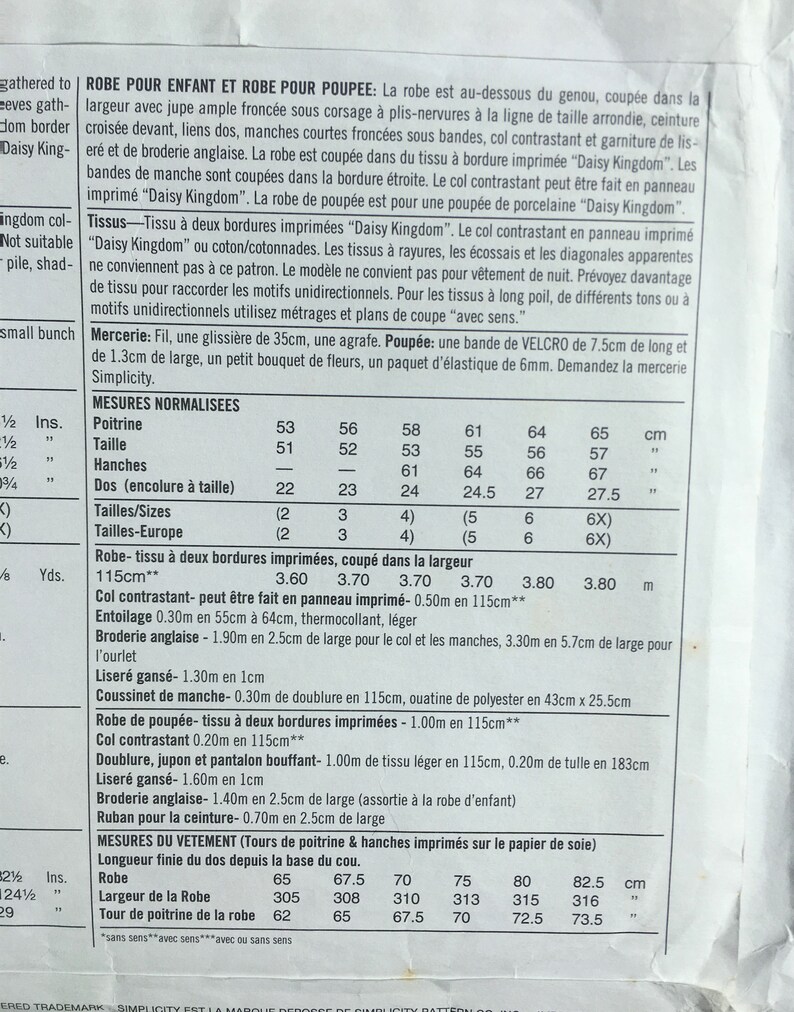 gathered to
eeves gath-
dom border
Daisy King-
ingdom col-
Not suitable
pile, shad-
small bunch
½ Ins.
½ "
½ "
¾ "
X)
X)
⅛ Yds.
e.
32½ Ins.
124½ "
29 "
ROBE POUR ENFANT ET ROBE POUR POUPEE: La robe est au-dessous du genou, coupée dans la
largeur avec jupe ample froncée sous corsage à plis-nervures à la ligne de taille arrondie, ceinture
croisée devant, liens dos, manches courtes froncées sous bandes, col contrastant et garniture de lis-
eré et de broderie anglaise. La robe est coupée dans du tissu à bordure imprimée "Daisy Kingdom". Les
bandes de manche sont coupées dans la bordure étroite. Le col contrastant peut être fait en panneau
imprimé "Daisy Kingdom". La robe de poupée est pour une poupée de porcelaine "Daisy Kingdom".
Tissus—Tissu à deux bordures imprimées "Daisy Kingdom". Le col contrastant en panneau imprimé
"Daisy Kingdom" ou coton/cotonnades. Les tissus à rayures, les écossais et les diagonales apparentes
ne conviennent pas à ce patron. Le modèle ne convient pas pour vêtement de nuit. Prévoyez davantage
de tissu pour raccorder les motifs unidirectionnels. Pour les tissus à long poil, de différents tons ou à
motifs unidirectionnels utilisez métrages et plans de coupe "avec sens."
Mercerie: Fil, une glissière de 35cm, une agrafe. Poupée: une bande de VELCRO de 7.5cm de long et
de 1.3cm de large, un petit bouquet de fleurs, un paquet d'élastique de 6mm. Demandez la mercerie
Simplicity.
MESURES NORMALISEES
Poitrine 53 56 58 61 64 65 cm
Taille 51 52 53 55 56 57 "
Hanches — — 61 64 66 67 "
Dos (encolure à taille) 22 23 24 24.5 27 27.5 "
Tailles/Sizes (2 3 4) (5 6 6X)
Tailles-Europe (2 3 4) (5 6 6X)
Robe- tissu à deux bordures imprimées, coupé dans la largeur
115cm** 3.60 3.70 3.70 3.70 3.80 3.80 m
Col contrastant- peut être fait en panneau imprimé- 0.50m en 115cm**
Entoilage 0.30m en 55cm à 64cm, thermocollant, léger
Broderie anglaise - 1.90m en 2.5cm de large pour le col et les manches, 3.30m en 5.7cm de large pour
l'ourlet
Liseré gansé- 1.30m en 1cm
Coussinet de manche- 0.30m de doublure en 115cm, ouatine de polyester en 43cm x 25.5cm
Robe de poupée- tissu à deux bordures imprimées - 1.00m en 115cm**
Col contrastant 0.20m en 115cm**
Doublure, jupon et pantalon bouffant- 1.00m de tissu léger en 115cm, 0.20m de tulle en 183cm
Liseré gansé- 1.60m en 1cm
Broderie anglaise- 1.40m en 2.5cm de large (assortie à la robe d'enfant)
Ruban pour la ceinture- 0.70m en 2.5cm de large
MESURES DU VETEMENT (Tours de poitrine & hanches imprimés sur le papier de soie)
Longueur finie du dos depuis la base du cou.
Robe 65 67.5 70 75 80 82.5 cm
Largeur de la Robe 305 308 310 313 315 316 "
Tour de poitrine de la robe 62 65 67.5 70 72.5 73.5 "
*sans sens**avec sens***avec ou sans sens
ERED TRADEMARK SIMPLICITY EST LA MARQUE DEPOSSE DE SIMPLICITY PATTERN CO. INC.